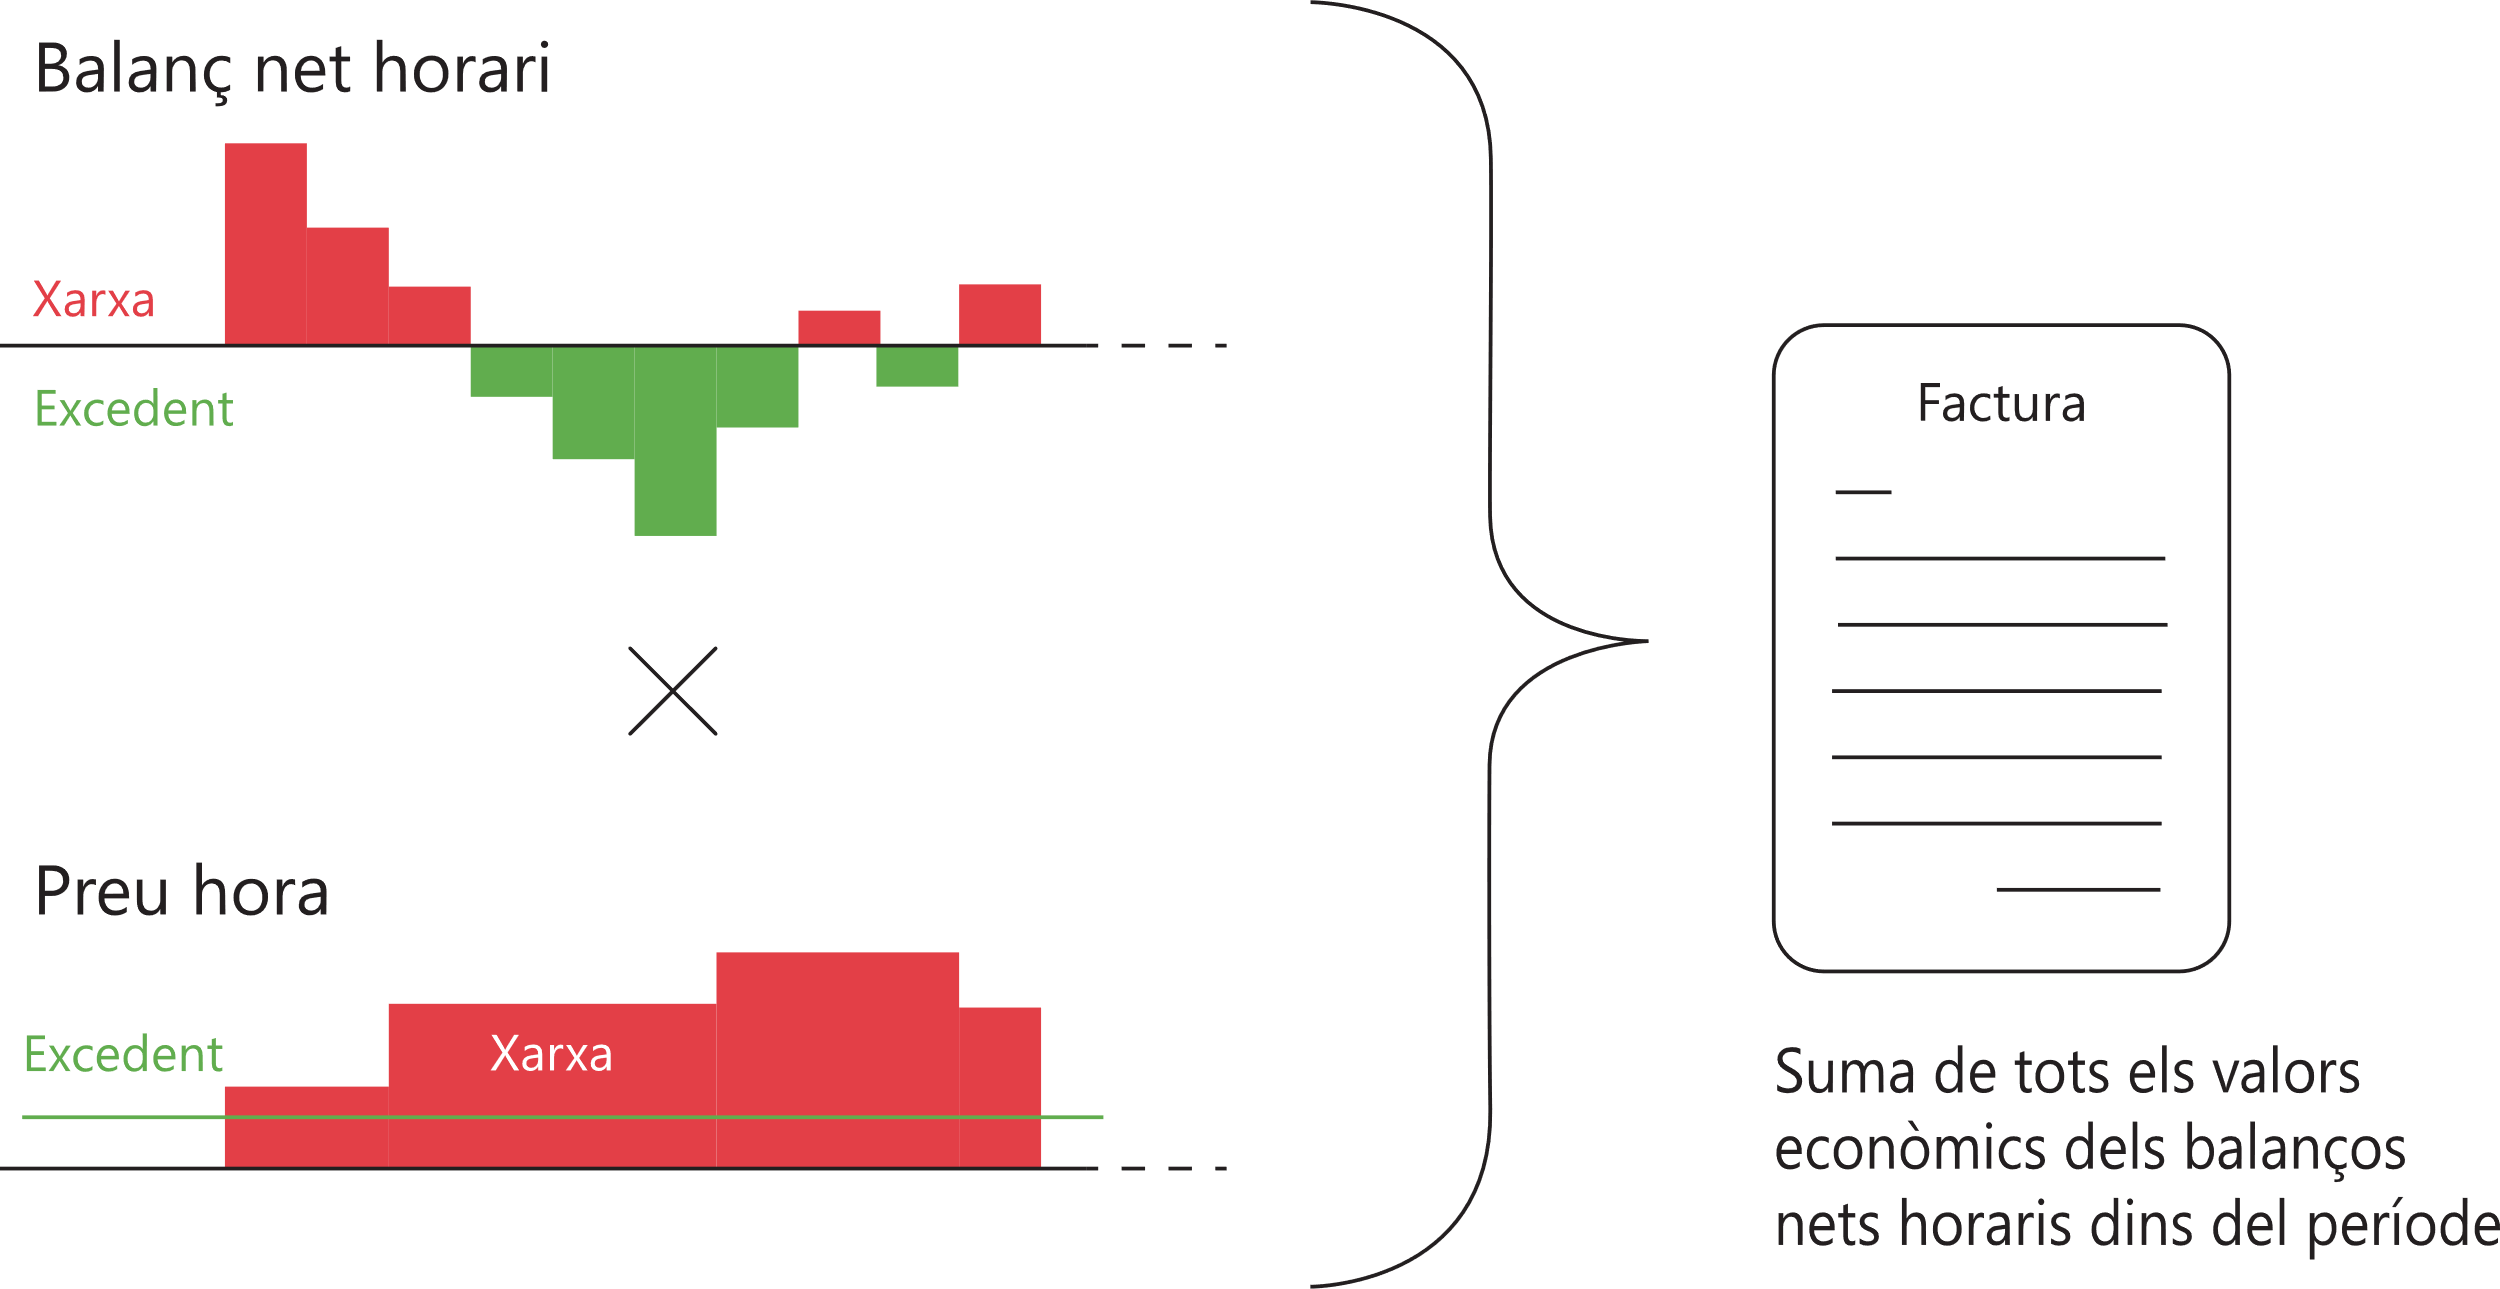 Balanç net horari
Xarxa
Excedent
Preu hora
Excedent
Xarxa
Factura
Suma de tots els valors
econòmics dels balanços
nets horaris dins del període